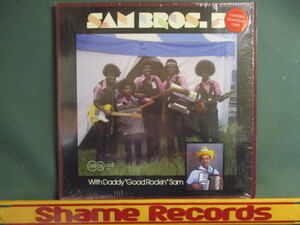 SAM BROS. 5
With Daddy "Good Rockin" Sam
Shame Records